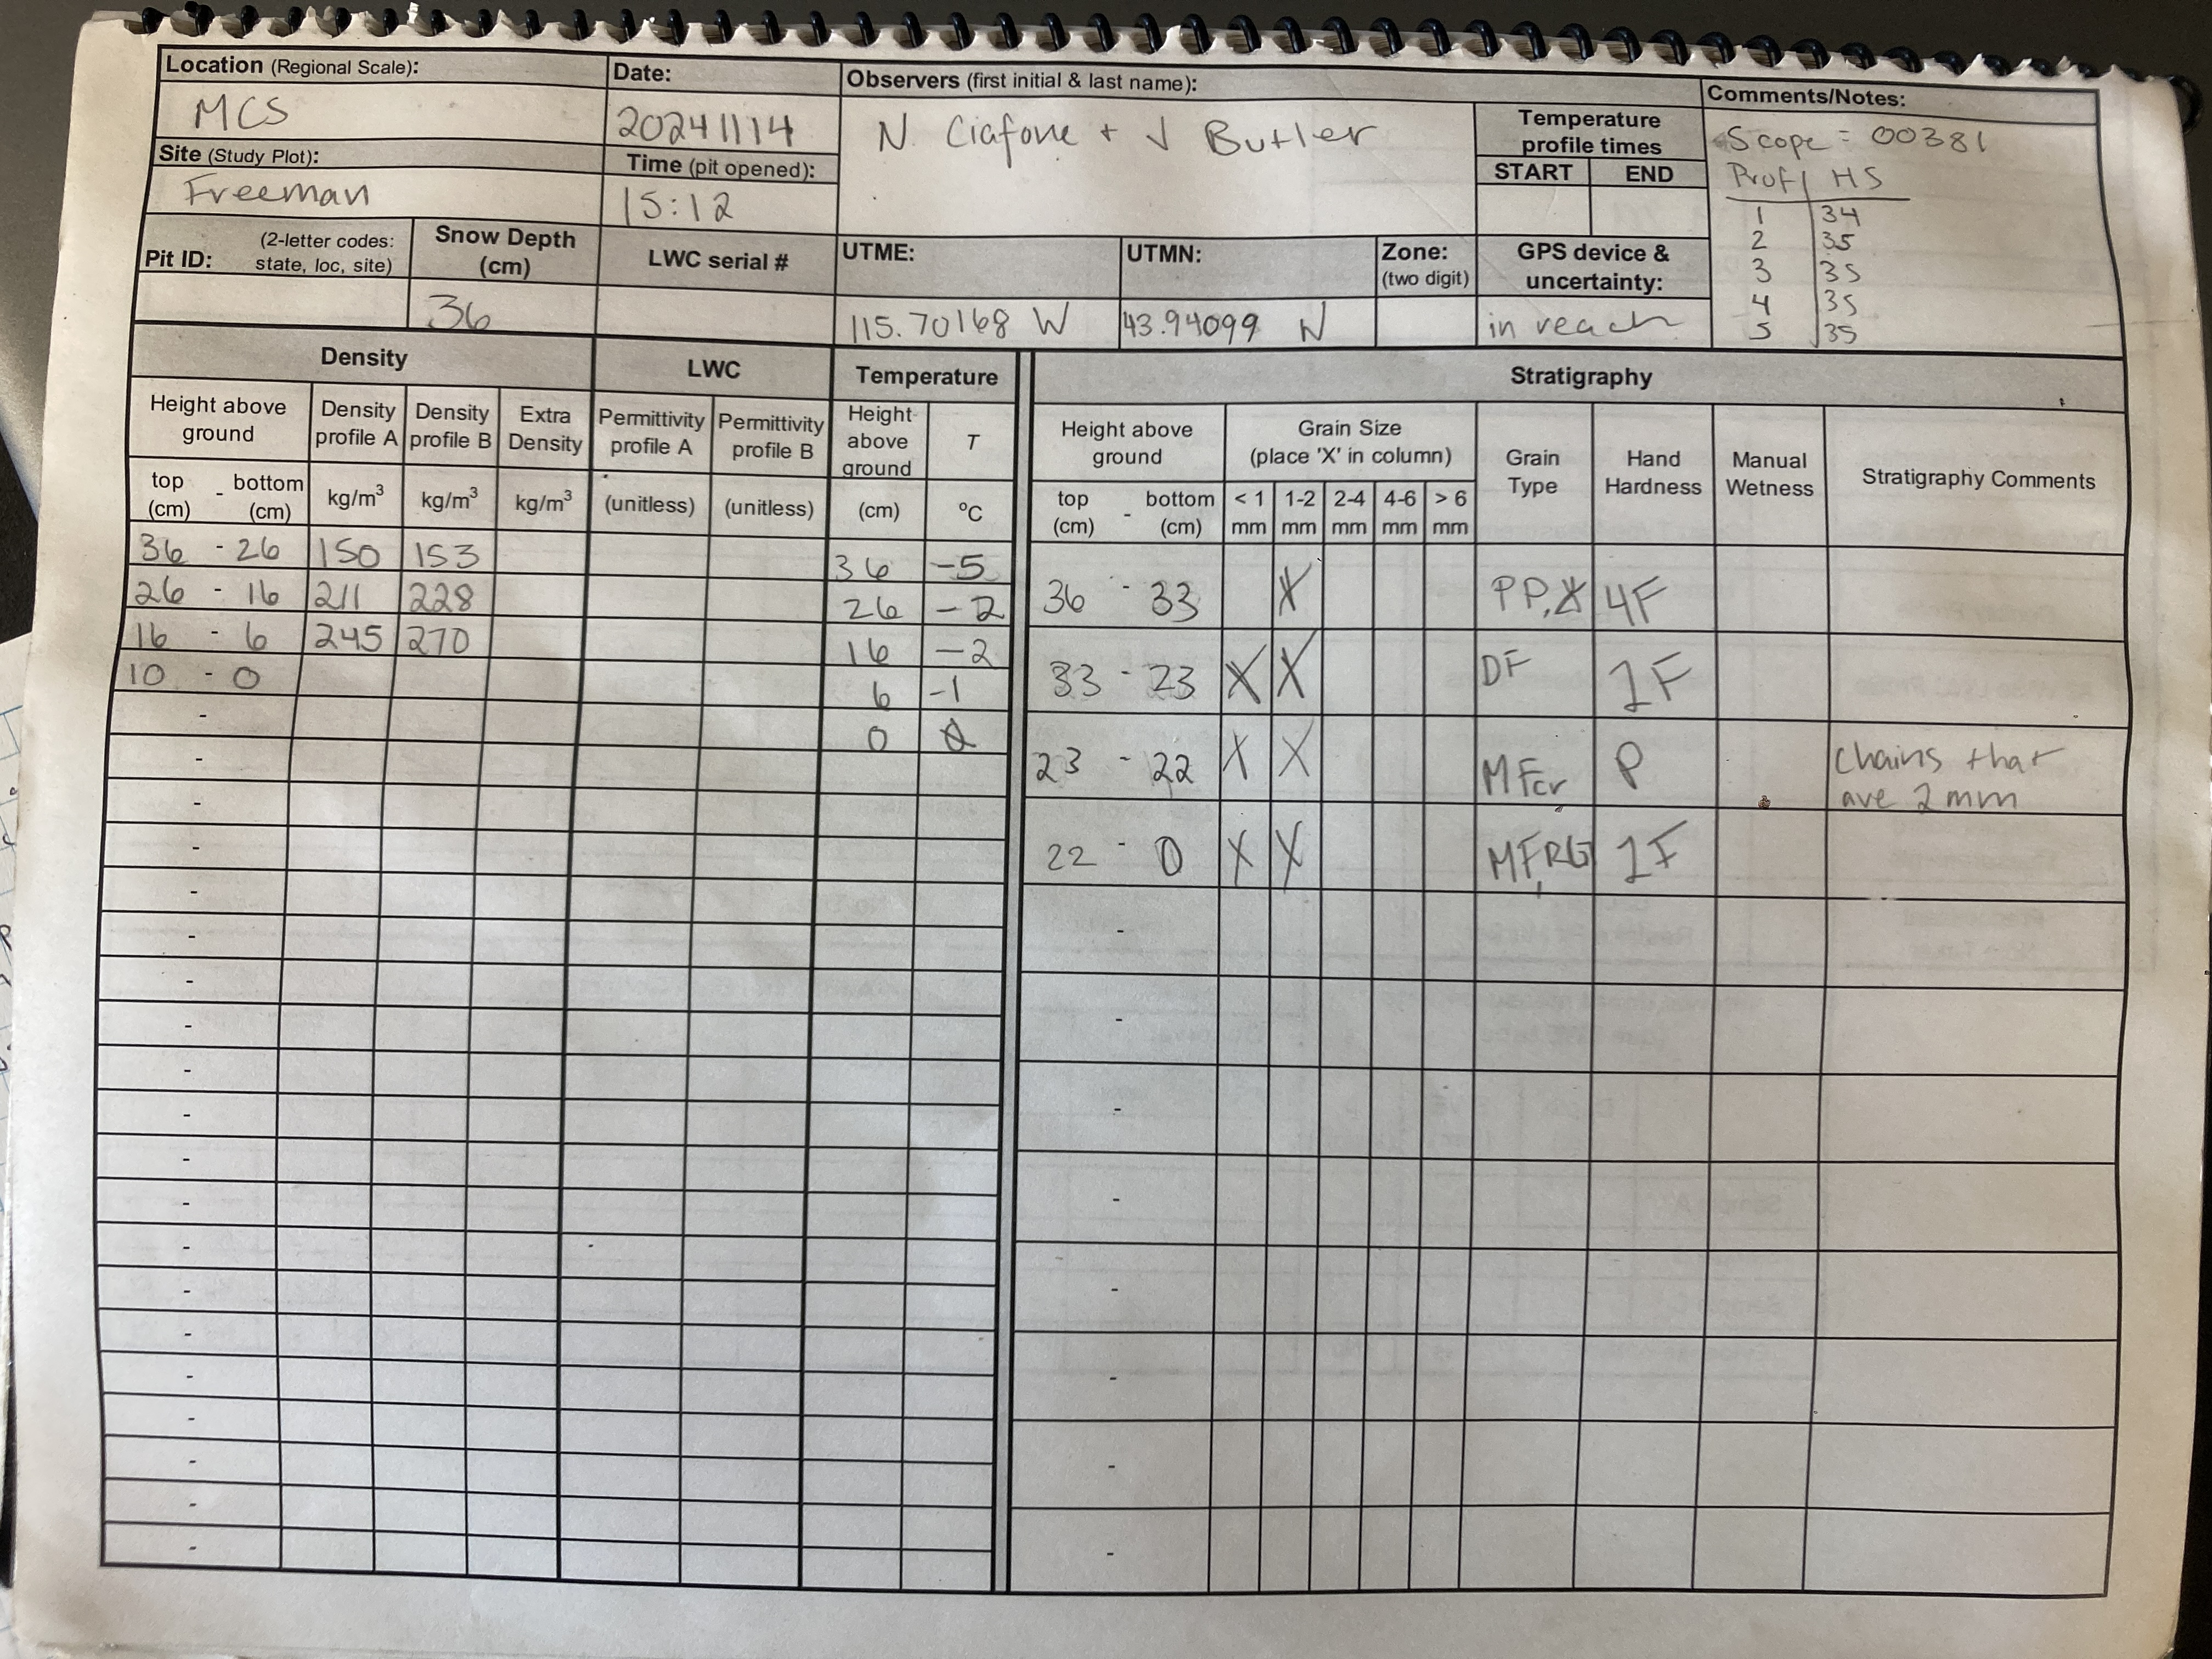 Location (Regional Scale):
MCS
Date:
20241114
Observers (first initial & last name):
N Ciafone + J Butler
Temperature profile times
START END
Comments/Notes:
Scope = 00381
Prof | HS
1 | 34
2 | 35
3 | 35
4 | 35
5 | 35
Site (Study Plot):
Freeman
Time (pit opened):
15:12
Pit ID: (2-letter codes: state, loc, site)
Snow Depth (cm)
36
LWC serial #
UTME:
115.70168 W
UTMN:
43.94099 N
Zone: (two digit)
GPS device & uncertainty:
in reach
Density LWC Temperature Stratigraphy
Height above ground
top - bottom
(cm) (cm)
Density profile A
kg/m³
Density profile B
kg/m³
Extra Density
kg/m³
Permittivity profile A
(unitless)
Permittivity profile B
(unitless)
Height above ground
(cm)
T
°C
Height above ground
top - bottom
(cm) (cm)
Grain Size
(place 'X' in column)
< 1 mm 1-2 mm 2-4 mm 4-6 mm > 6 mm
Grain Type
Hand Hardness
Manual Wetness
Stratigraphy Comments
36 - 26 150 153
26 - 16 211 228
16 - 6 245 270
10 - 0
36 -5
26 -2
16 -2
6 -1
0 0
36 - 33 X PP, 4F
33 - 23 X X DF 1F
23 - 22 X X MFcr P Chains that
are 2 mm
22 - 0 X X MF, RG 1F